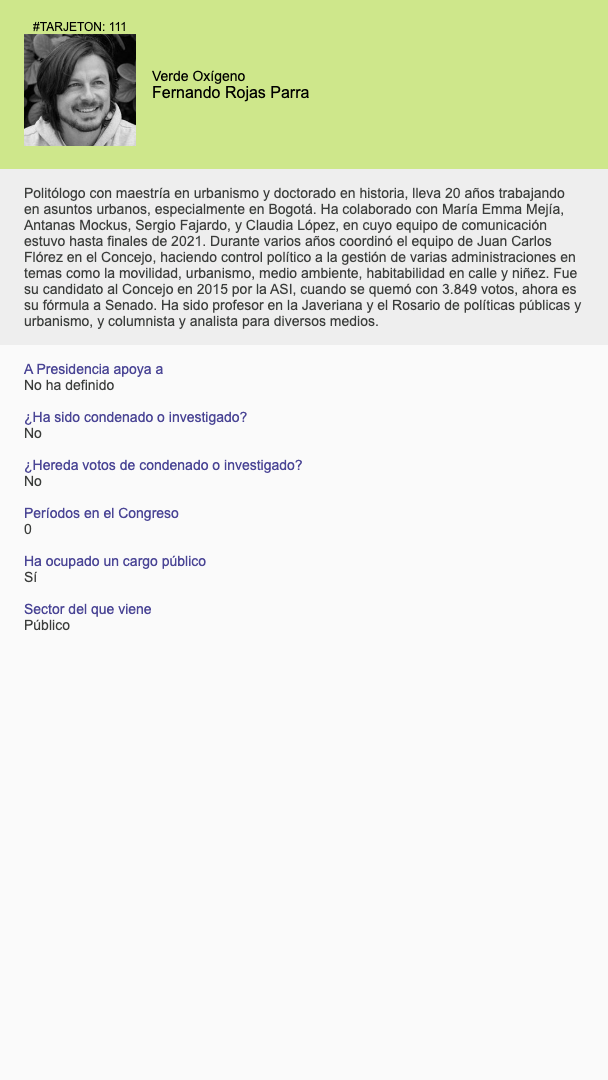 #TARJETON: 111
Verde Oxígeno
Fernando Rojas Parra
Politólogo con maestría en urbanismo y doctorado en historia, lleva 20 años trabajando
en asuntos urbanos, especialmente en Bogotá. Ha colaborado con María Emma Mejía,
Antanas Mockus, Sergio Fajardo, y Claudia López, en cuyo equipo de comunicación
estuvo hasta finales de 2021. Durante varios años coordinó el equipo de Juan Carlos
Flórez en el Concejo, haciendo control político a la gestión de varias administraciones en
temas como la movilidad, urbanismo, medio ambiente, habitabilidad en calle y niñez. Fue
su candidato al Concejo en 2015 por la ASI, cuando se quemó con 3.849 votos, ahora es
su fórmula a Senado. Ha sido profesor en la Javeriana y el Rosario de políticas públicas y
urbanismo, y columnista y analista para diversos medios.
A Presidencia apoya a
No ha definido
¿Ha sido condenado o investigado?
No
¿Hereda votos de condenado o investigado?
No
Períodos en el Congreso
0
Ha ocupado un cargo público
Sí
Sector del que viene
Público